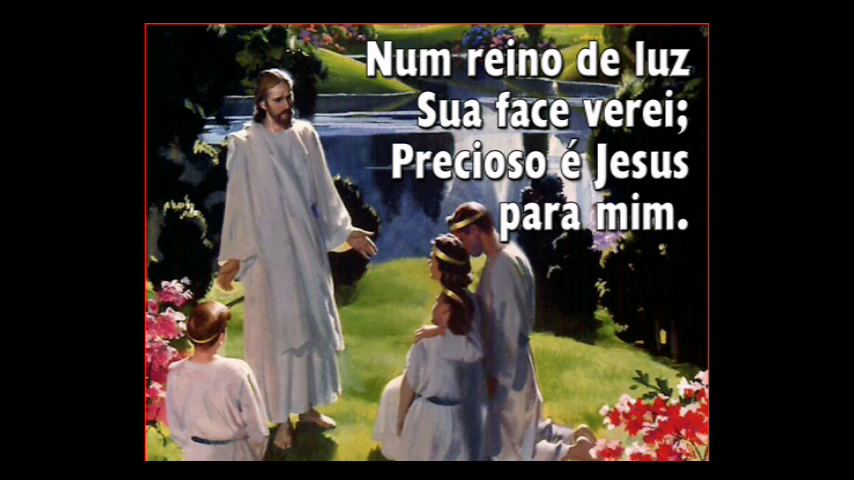 Num reino de luz
Sua face verei;
Precioso é Jesus
para mim.